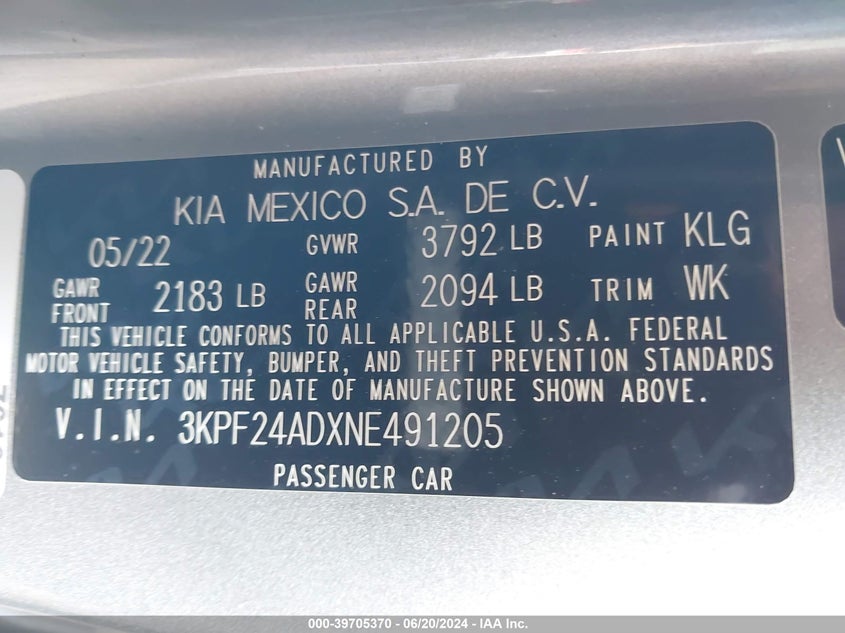 MANUFACTURED BY
KIA MEXICO S.A. DE C.V.
05/22 GVWR 3792 LB PAINT KLG
GAWR FRONT 2183 LB GAWR REAR 2094 LB TRIM WK
THIS VEHICLE CONFORMS TO ALL APPLICABLE U.S.A. FEDERAL
MOTOR VEHICLE SAFETY, BUMPER, AND THEFT PREVENTION STANDARDS
IN EFFECT ON THE DATE OF MANUFACTURE SHOWN ABOVE.
V.I.N. 3KPF24ADXNE491205
PASSENGER CAR
000-39705370 - 06/20/2024 - IAA Inc.